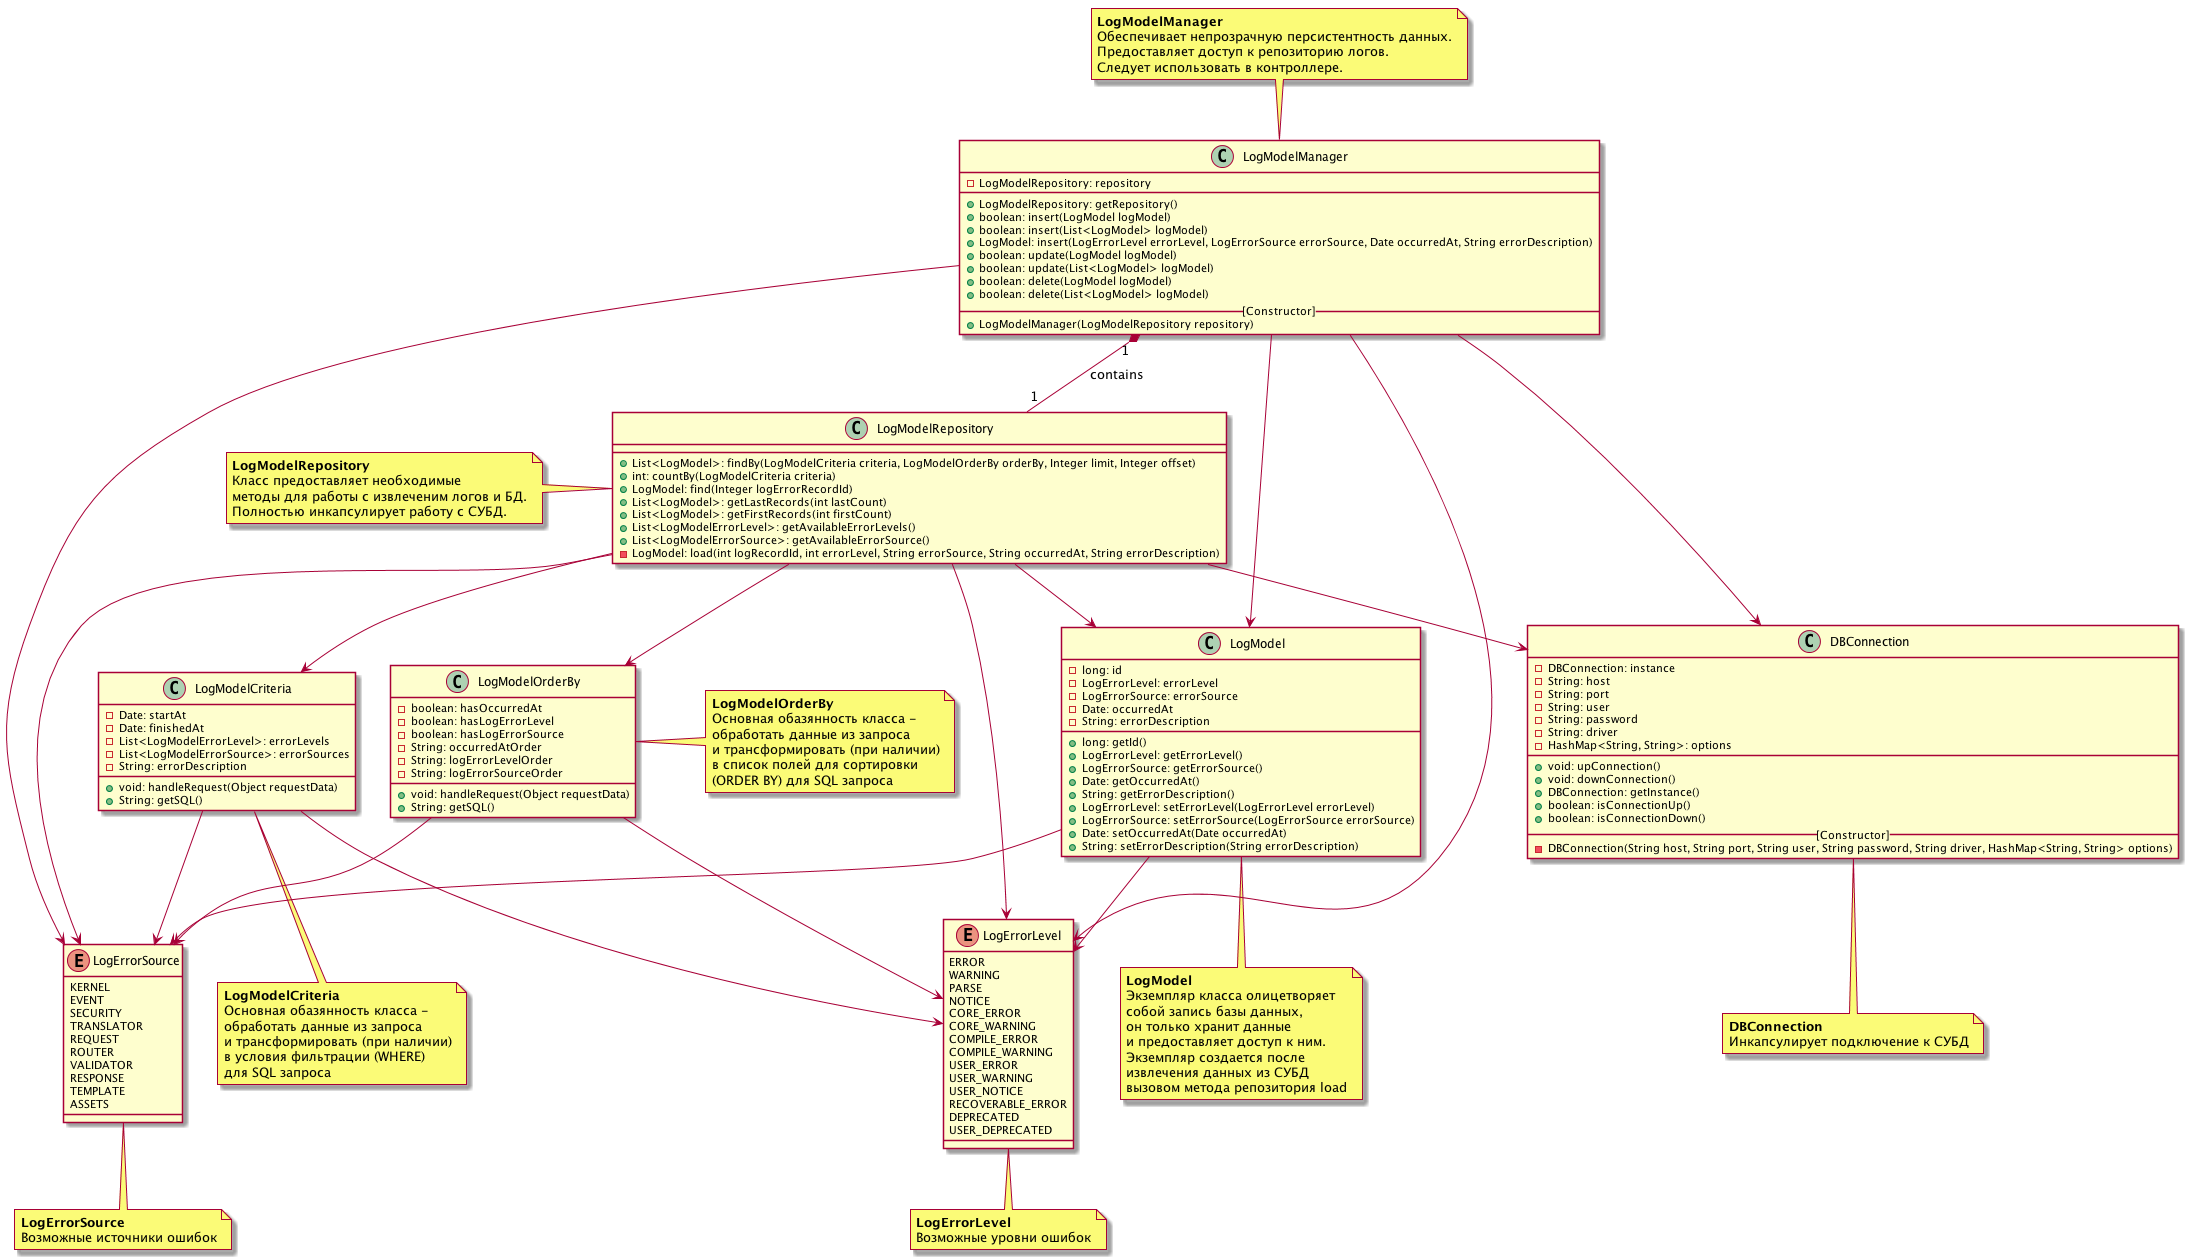 LogModelManager
Обеспечивает непрозрачную персистентность данных.
Предоставляет доступ к репозиторию логов.
Следует использовать в контроллере.
C LogModelManager
LogModelRepository: repository
LogModelRepository: getRepository()
boolean: insert(LogModel logModel)
boolean: insert(List<LogModel> logModel)
LogModel: insert(LogErrorLevel errorLevel, LogErrorSource errorSource, Date occurredAt, String errorDescription)
boolean: update(LogModel logModel)
boolean: update(List<LogModel> logModel)
boolean: delete(LogModel logModel)
boolean: delete(List<LogModel> logModel)
[Constructor]
LogModelManager(LogModelRepository repository)
1
contains
1
C LogModelRepository
List<LogModel>: findBy(LogModelCriteria criteria, LogModelOrderBy orderBy, Integer limit, Integer offset)
int: countBy(LogModelCriteria criteria)
LogModel: find(Integer logErrorRecordId)
List<LogModel>: getLastRecords(int lastCount)
List<LogModel>: getFirstRecords(int firstCount)
List<LogModelErrorLevel>: getAvailableErrorLevels()
List<LogModelErrorSource>: getAvailableErrorSource()
LogModel: load(int logRecordId, int errorLevel, String errorSource, String occurredAt, String errorDescription)
LogModelRepository
Класс предоставляет необходимые
методы для работы с извлеченим логов и БД.
Полностью инкапсулирует работу с СУБД.
C LogModelCriteria
Date: startAt
Date: finishedAt
List<LogModelErrorLevel>: errorLevels
List<LogModelErrorSource>: errorSources
String: errorDescription
void: handleRequest(Object requestData)
String: getSQL()
C LogModelOrderBy
boolean: hasOccurredAt
boolean: hasLogErrorLevel
boolean: hasLogErrorSource
String: occurredAtOrder
String: logErrorLevelOrder
String: logErrorSourceOrder
void: handleRequest(Object requestData)
String: getSQL()
LogModelOrderBy
Основная обазянность класса -
обработать данные из запроса
и трансформировать (при наличии)
в список полей для сортировки
(ORDER BY) для SQL запроса
C LogModel
long: id
LogErrorLevel: errorLevel
LogErrorSource: errorSource
Date: occurredAt
String: errorDescription
long: getId()
LogErrorLevel: getErrorLevel()
LogErrorSource: getErrorSource()
Date: getOccurredAt()
String: getErrorDescription()
LogErrorLevel: setErrorLevel(LogErrorLevel errorLevel)
LogErrorSource: setErrorSource(LogErrorSource errorSource)
Date: setOccurredAt(Date occurredAt)
String: setErrorDescription(String errorDescription)
C DBConnection
DBConnection: instance
String: host
String: port
String: user
String: password
String: driver
HashMap<String, String>: options
void: upConnection()
void: downConnection()
DBConnection: getInstance()
boolean: isConnectionUp()
boolean: isConnectionDown()
[Constructor]
DBConnection(String host, String port, String user, String password, String driver, HashMap<String, String> options)
E LogErrorSource
KERNEL
EVENT
SECURITY
TRANSLATOR
REQUEST
ROUTER
VALIDATOR
RESPONSE
TEMPLATE
ASSETS
LogModelCriteria
Основная обазянность класса -
обработать данные из запроса
и трансформировать (при наличии)
в условия фильтрации (WHERE)
для SQL запроса
E LogErrorLevel
ERROR
WARNING
PARSE
NOTICE
CORE_ERROR
CORE_WARNING
COMPILE_ERROR
COMPILE_WARNING
USER_ERROR
USER_WARNING
USER_NOTICE
RECOVERABLE_ERROR
DEPRECATED
USER_DEPRECATED
LogModel
Экземпляр класса олицетворяет
собой запись базы данных,
он только хранит данные
и предоставляет доступ к ним.
Экземпляр создается после
извлечения данных из СУБД
вызовом метода репозитория load
DBConnection
Инкапсулирует подключение к СУБД
LogErrorSource
Возможные источники ошибок
LogErrorLevel
Возможные уровни ошибок